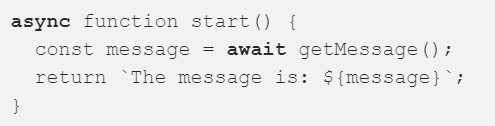 async function start() {
  const message = await getMessage();
  return `The message is: ${message}`;
}